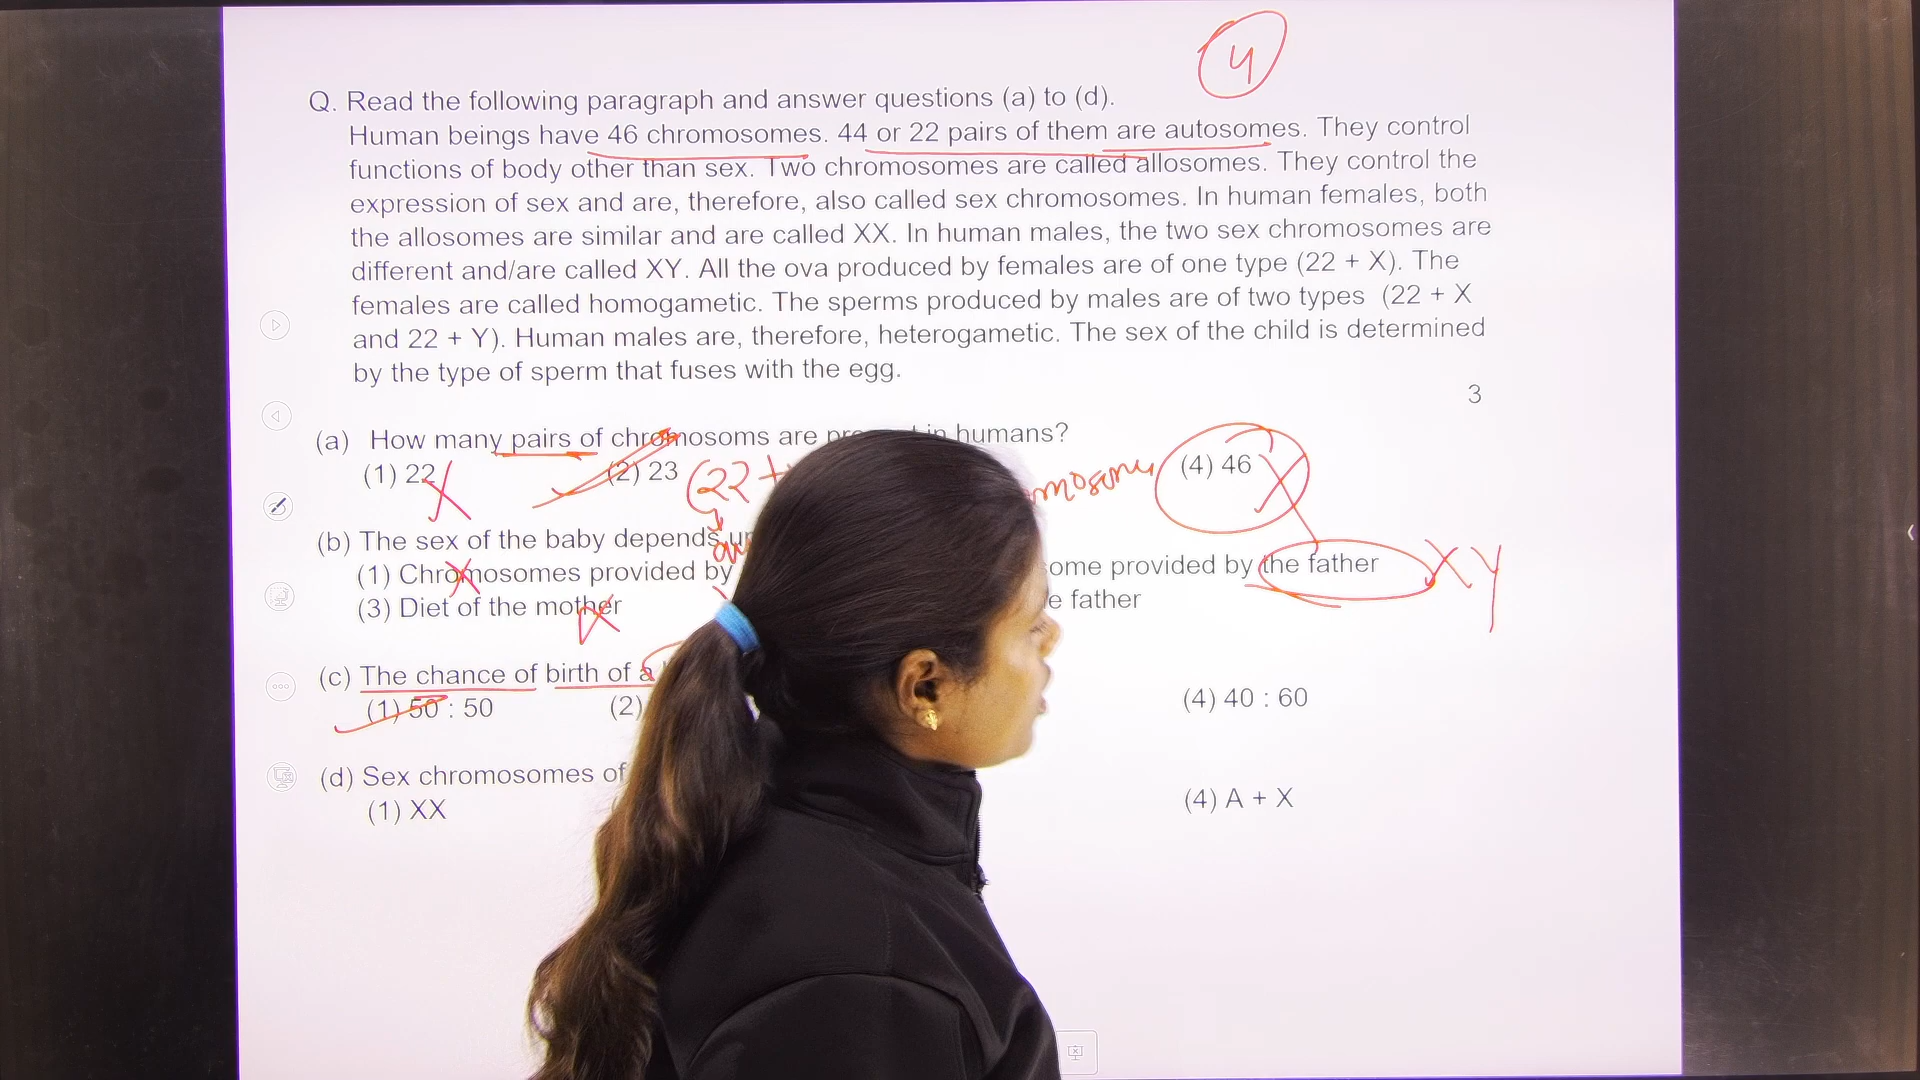 4
Q. Read the following paragraph and answer questions (a) to (d).
Human beings have 46 chromosomes. 44 or 22 pairs of them are autosomes. They control
functions of body other than sex. Two chromosomes are called allosomes. They control the
expression of sex and are, therefore, also called sex chromosomes. In human females, both
the allosomes are similar and are called XX. In human males, the two sex chromosomes are
different and/are called XY. All the ova produced by females are of one type (22 + X). The
females are called homogametic. The sperms produced by males are of two types (22 + X
and 22 + Y). Human males are, therefore, heterogametic. The sex of the child is determined
by the type of sperm that fuses with the egg.
3
(a) How many pairs of chromosoms are in humans?
(1) 22 (2) 23 (22 + (4) 46
(b) The sex of the baby depends
(1) Chromosomes provided by provided by the father XY
(3) Diet of the mother father
(c) The chance of birth of a
(1) 50 : 50 (2) (4) 40 : 60
(d) Sex chromosomes of
(1) XX (4) A + X